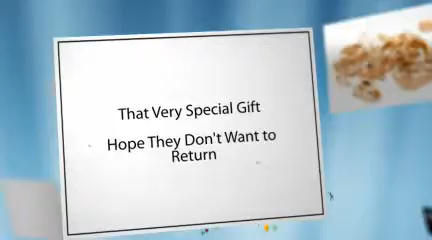 That Very Special Gift
Hope They Don't Want to
Return